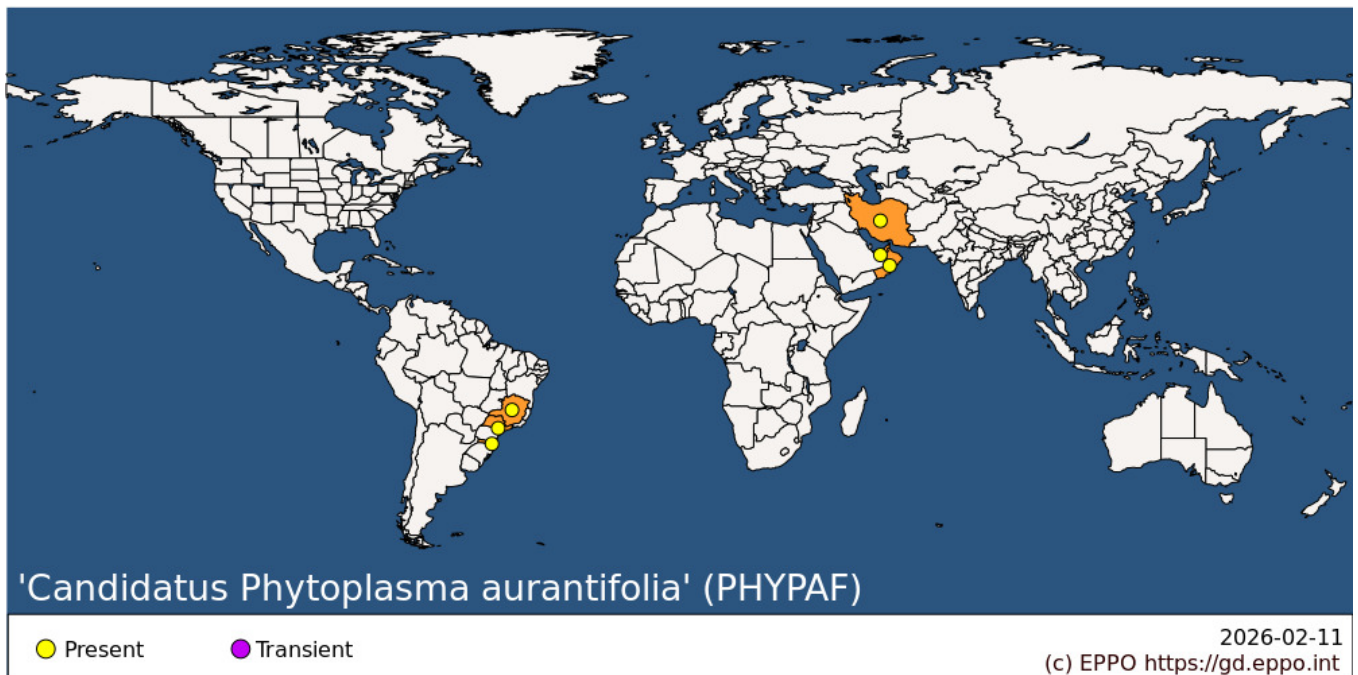 'Candidatus Phytoplasma aurantifolia' (PHYPAF)
Present
Transient
2026-02-11
(c) EPPO https://gd.eppo.int